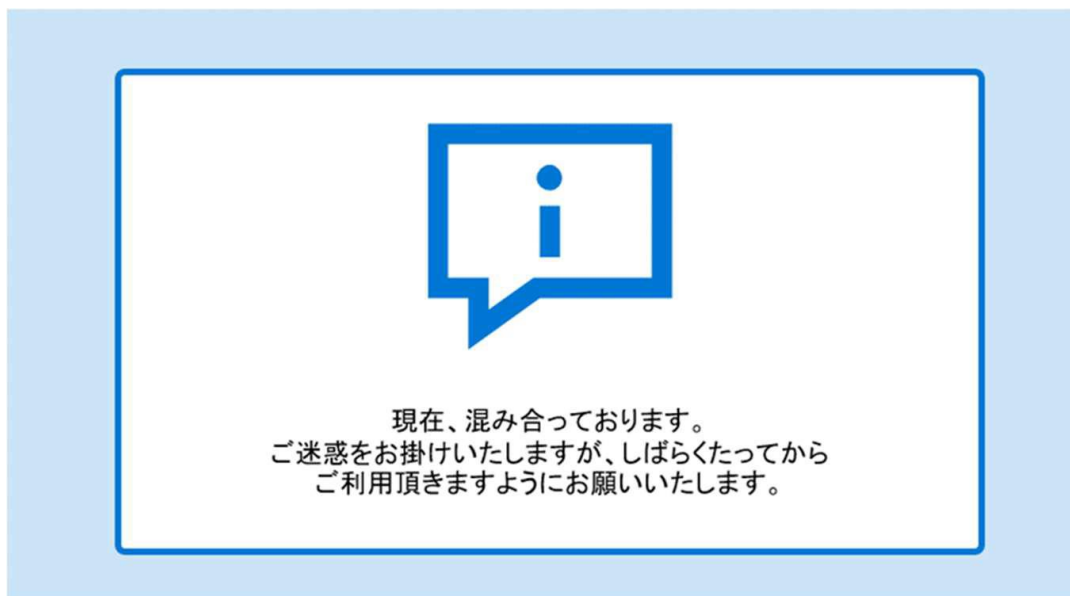 現在、混み合っております。
ご迷惑をお掛けいたしますが、しばらくたってから
ご利用頂きますようにお願いいたします。